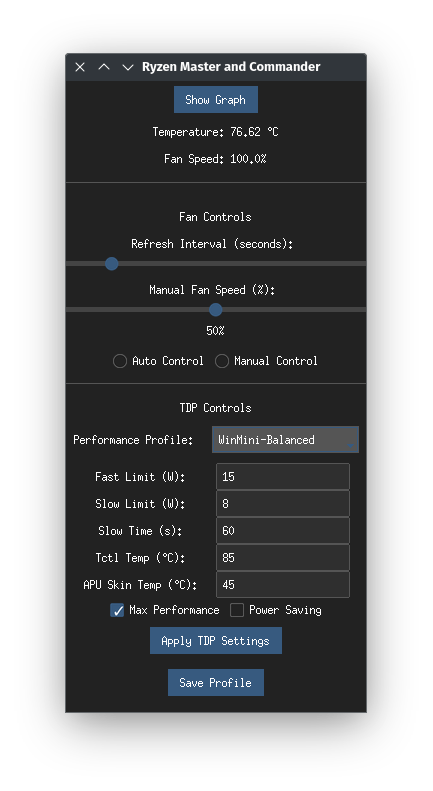 Ryzen Master and Commander
Show Graph
Temperature: 76.62 °C
Fan Speed: 100.0%
Fan Controls
Refresh Interval (seconds):
Manual Fan Speed (%):
50%
Auto Control Manual Control
TDP Controls
Performance Profile: WinMini-Balanced
Fast Limit (W): 15
Slow Limit (W): 8
Slow Time (s): 60
Tctl Temp (°C): 85
APU Skin Temp (°C): 45
Max Performance Power Saving
Apply TDP Settings
Save Profile